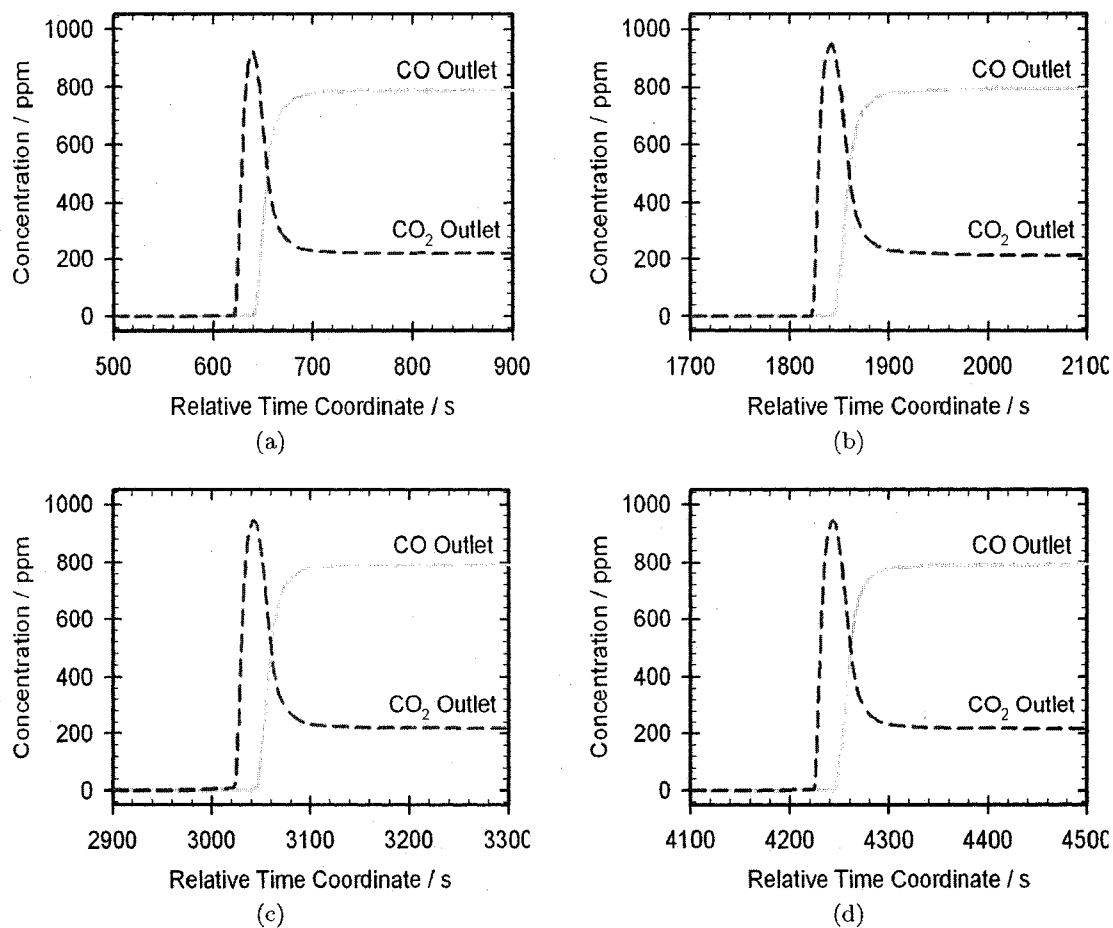 1000
800
600
400
200
0
Concentration / ppm
CO Outlet
CO₂ Outlet
500 600 700 800 900
Relative Time Coordinate / s
(a)
1000
800
600
400
200
0
Concentration / ppm
CO Outlet
CO₂ Outlet
1700 1800 1900 2000 2100
Relative Time Coordinate / s
(b)
1000
800
600
400
200
0
Concentration / ppm
CO Outlet
CO₂ Outlet
2900 3000 3100 3200 3300
Relative Time Coordinate / s
(c)
1000
800
600
400
200
0
Concentration / ppm
CO Outlet
CO₂ Outlet
4100 4200 4300 4400 4500
Relative Time Coordinate / s
(d)